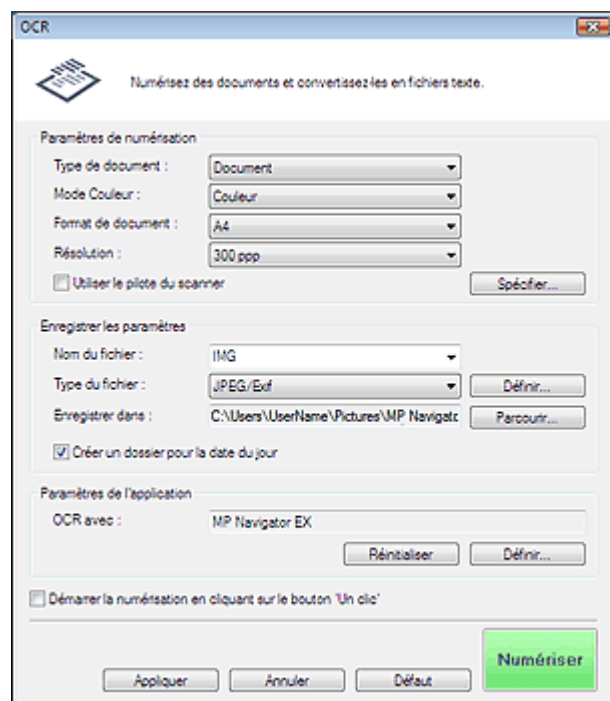 OCR
Numérisez des documents et convertissez-les en fichiers texte.
Paramètres de numérisation
Type de document : Document
Mode Couleur : Couleur
Format de document : A4
Résolution : 300 ppp
Utiliser le pilote du scanner Spécifier...
Enregistrer les paramètres
Nom du fichier : IMG
Type du fichier : JPEG/Exif Définir...
Enregistrer dans : C:\Users\UserName\Pictures\MP Navigatc Parcourir...
Créer un dossier pour la date du jour
Paramètres de l'application
OCR avec : MP Navigator EX
Réinitialiser Définir...
Démarrer la numérisation en cliquant sur le bouton 'Un clic'
Numériser
Appliquer Annuler Défaut